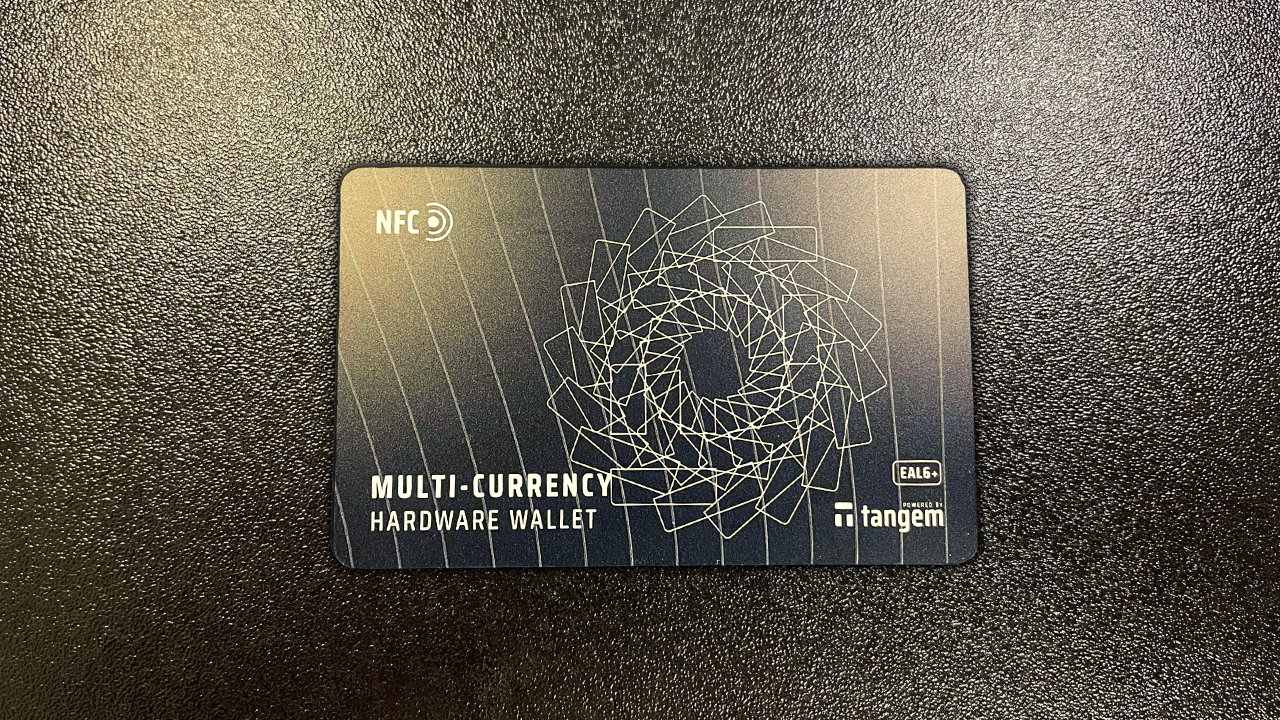 NFC
MULTI-CURRENCY
HARDWARE WALLET
EAL6+
POWERED BY
tangem